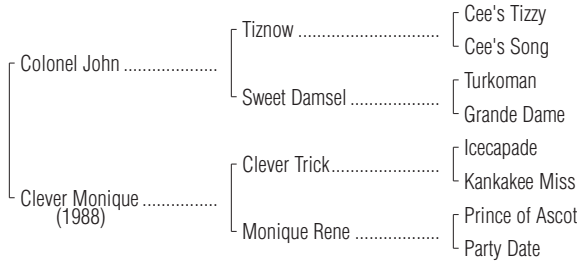 Cee's Tizzy
Tiznow ....................................
Cee's Song
Colonel John ........................
Turkoman
Sweet Damsel .......................
Grande Dame
Icecapade
Clever Trick............................
Kankakee Miss
Clever Monique ...................
(1988)
Prince of Ascot
Monique Rene ......................
Party Date